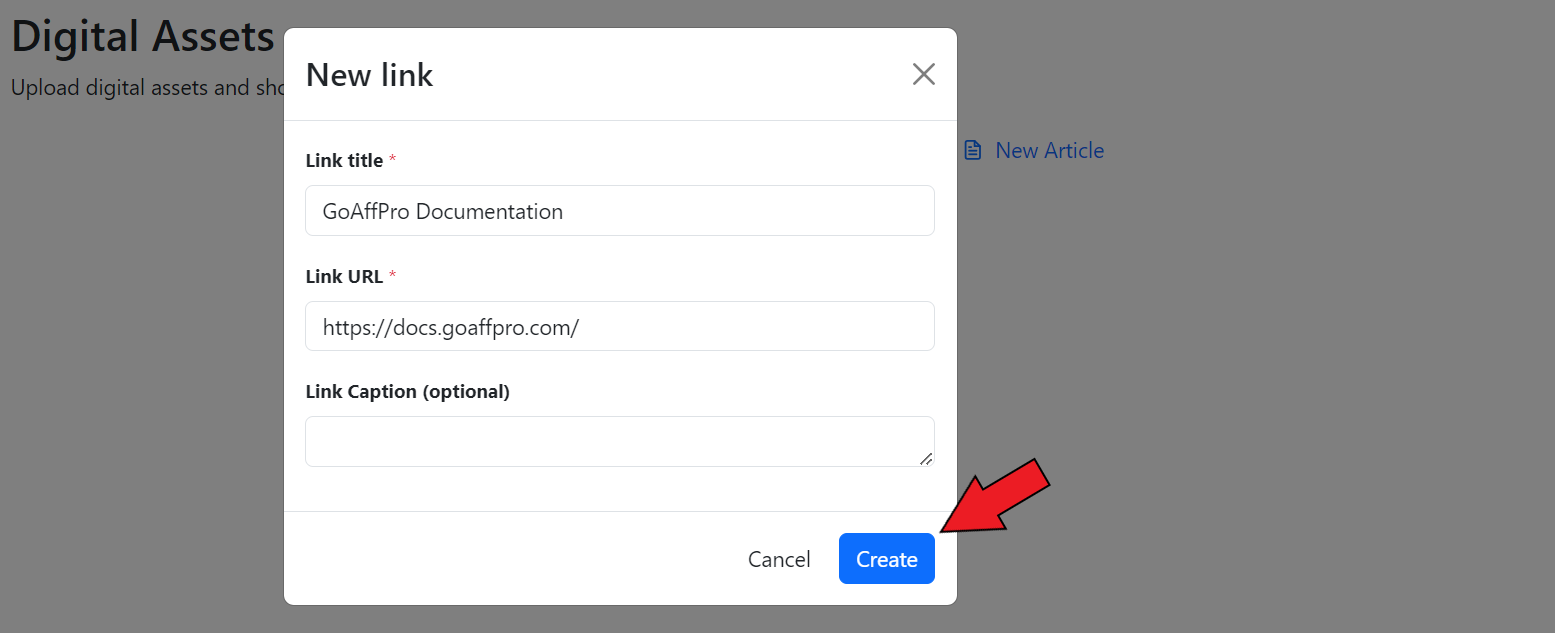 Digital Assets
Upload digital assets and sho
New link
New Article
Link title *
GoAffPro Documentation
Link URL *
https://docs.goaffpro.com/
Link Caption (optional)
Cancel
Create